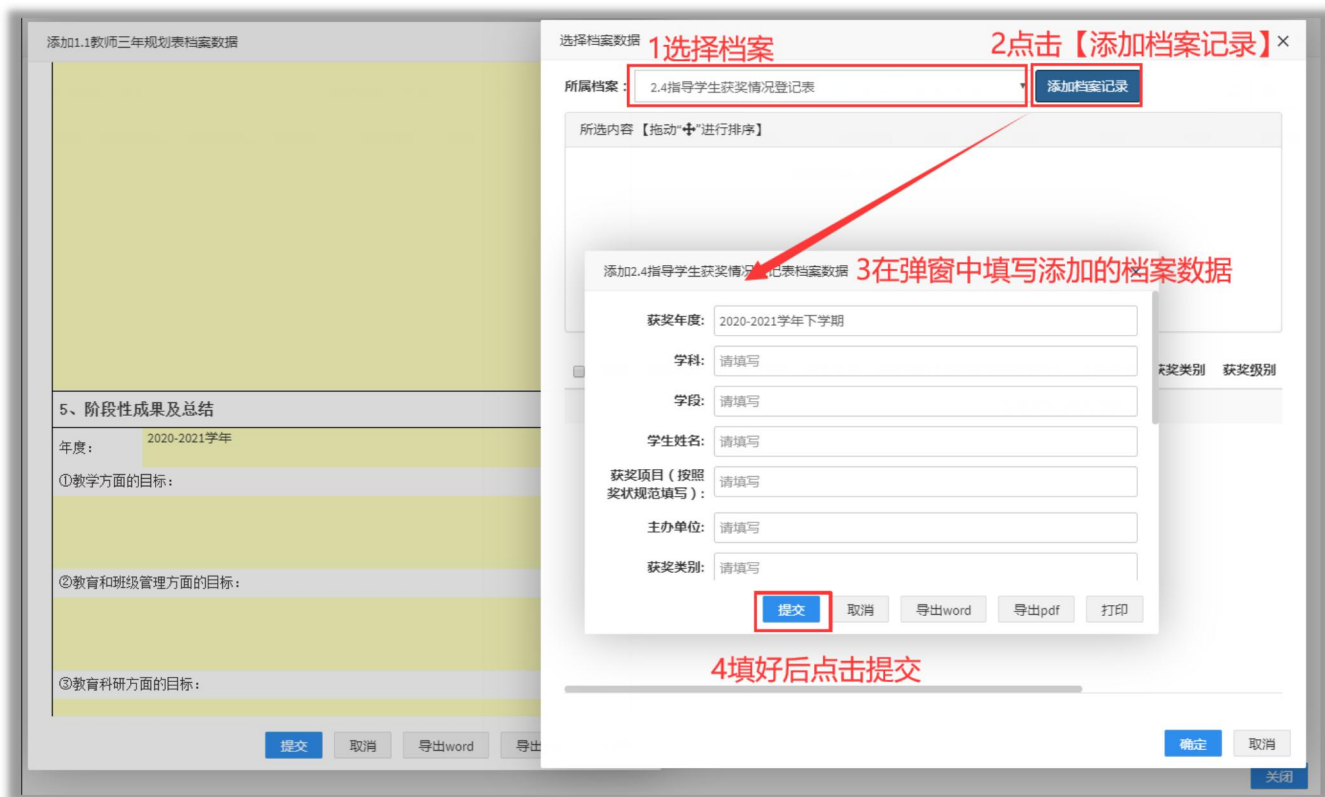 添加1.1教师三年规划表档案数据
5、阶段性成果及总结
年度：
2020-2021学年
①教学方面的目标：
②教育和班级管理方面的目标：
③教育科研方面的目标：
提交
取消
导出word
导出
选择档案数据
1选择档案
2点击【添加档案记录】
×
所属档案：
2.4指导学生获奖情况登记表
添加档案记录
所选内容【拖动“✥”进行排序】
添加2.4指导学生获奖情况登记表档案数据
3在弹窗中填写添加的档案数据
获奖年度:
2020-2021学年下学期
学科:
请填写
学段:
请填写
学生姓名:
请填写
获奖项目（按照
奖状规范填写）:
请填写
主办单位:
请填写
获奖类别:
请填写
获奖类别
获奖级别
提交
取消
导出word
导出pdf
打印
4填好后点击提交
确定
取消
关闭